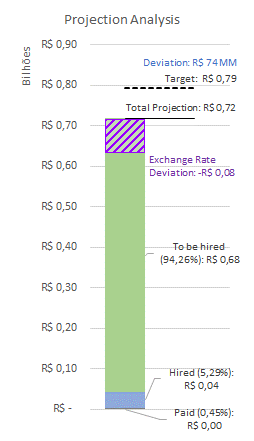 Projection Analysis
Bilhões
R$ 0,90
Deviation: R$ 74MM
R$ 0,80
Target: R$ 0,79
Total Projection: R$ 0,72
R$ 0,70
R$ 0,60
Exchange Rate
Deviation: -R$ 0,08
R$ 0,50
R$ 0,40
To be hired
(94,26%): R$ 0,68
R$ 0,30
R$ 0,20
R$ 0,10
Hired (5,29%):
R$ 0,04
R$ -
Paid (0,45%):
R$ 0,00